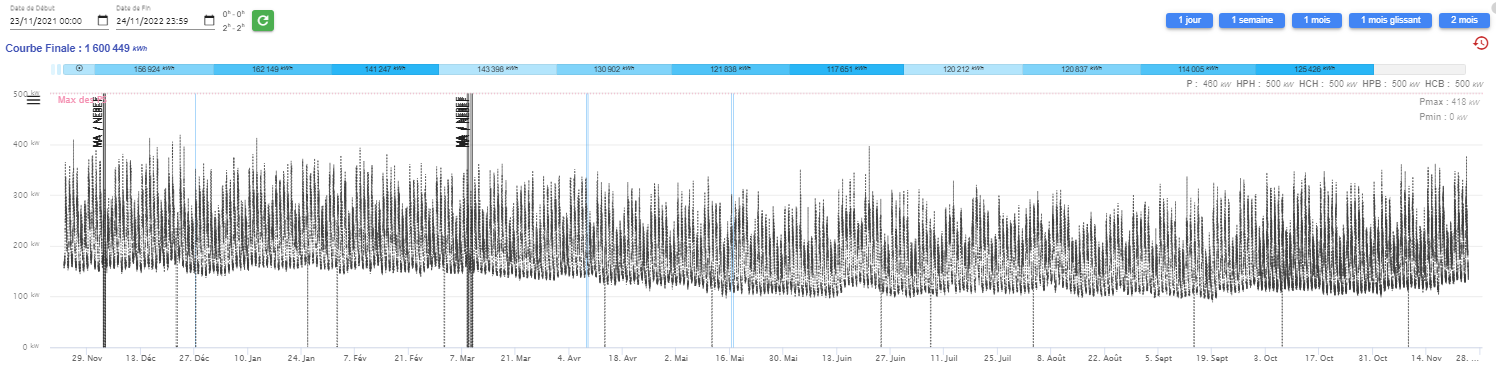 Date de Début
Date de Fin
23/11/2021 00:00
24/11/2022 23:59
0h - 0h
2h - 2h
1 jour
1 semaine
1 mois
1 mois glissant
2 mois
Courbe Finale : 1 600 449 kWh
156 924 kWh
162 149 kWh
141 247 kWh
143 398 kWh
130 902 kWh
121 838 kWh
117 651 kWh
120 212 kWh
120 837 kWh
114 005 kWh
125 426 kWh
P : 460 kW HPH : 500 kW HCH : 500 kW HPB : 500 kW HCB : 500 kW
Max des
Pmax : 418 kW
Pmin : 0 kW
500 kW
400 kW
300 kW
200 kW
100 kW
0 kW
29. Nov
13. Déc
27. Déc
10. Jan
24. Jan
7. Fév
21. Fév
7. Mar
21. Mar
4. Avr
18. Avr
2. Mai
16. Mai
30. Mai
13. Juin
27. Juin
11. Juil
25. Juil
8. Août
22. Août
5. Sept
19. Sept
3. Oct
17. Oct
31. Oct
14. Nov
28. ...